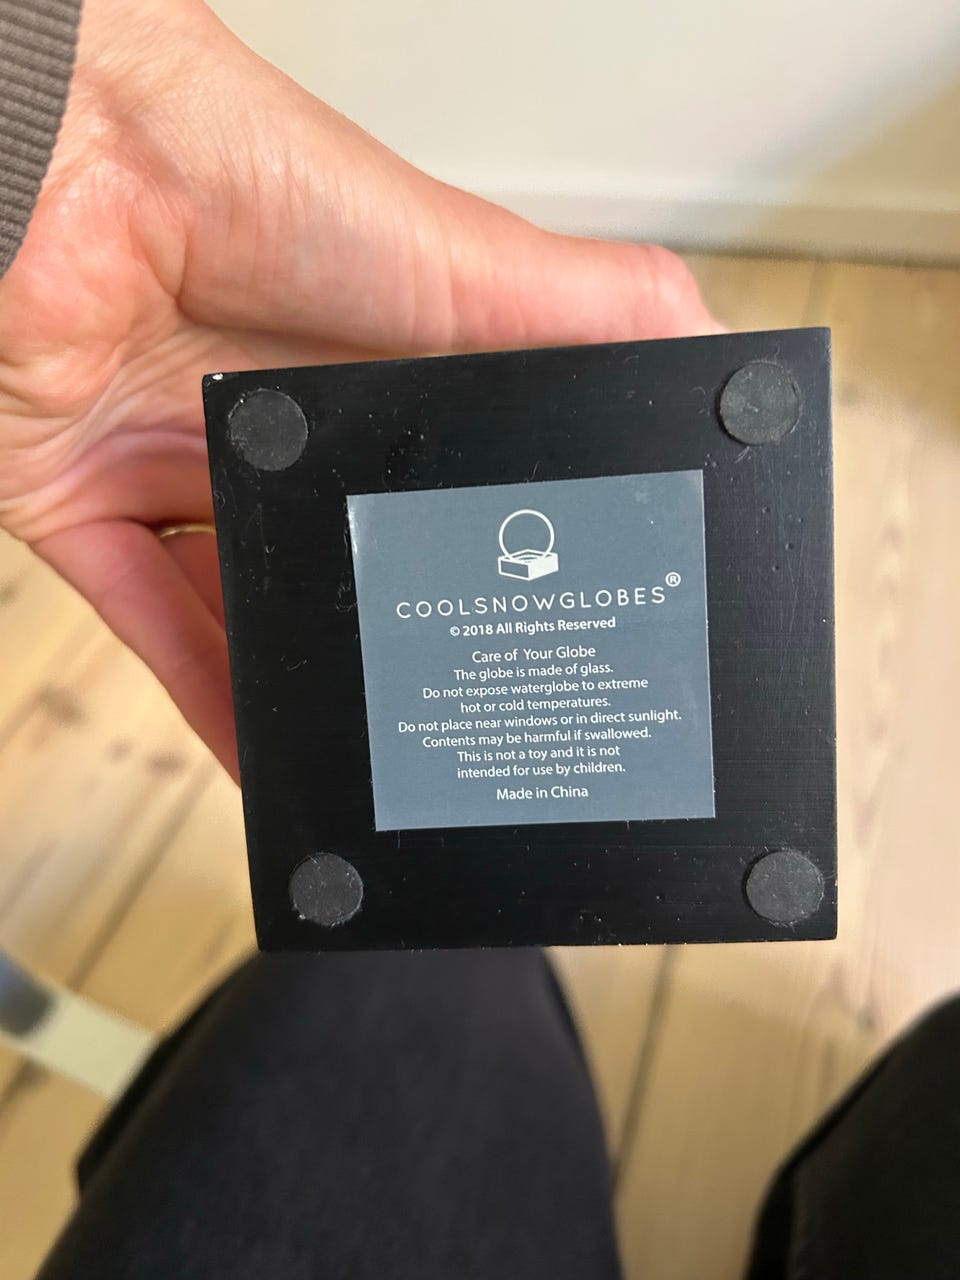 COOLSNOWGLOBES®
© 2018 All Rights Reserved
Care of Your Globe
The globe is made of glass.
Do not expose waterglobe to extreme
hot or cold temperatures.
Do not place near windows or in direct sunlight.
Contents may be harmful if swallowed.
This is not a toy and it is not
intended for use by children.
Made in China